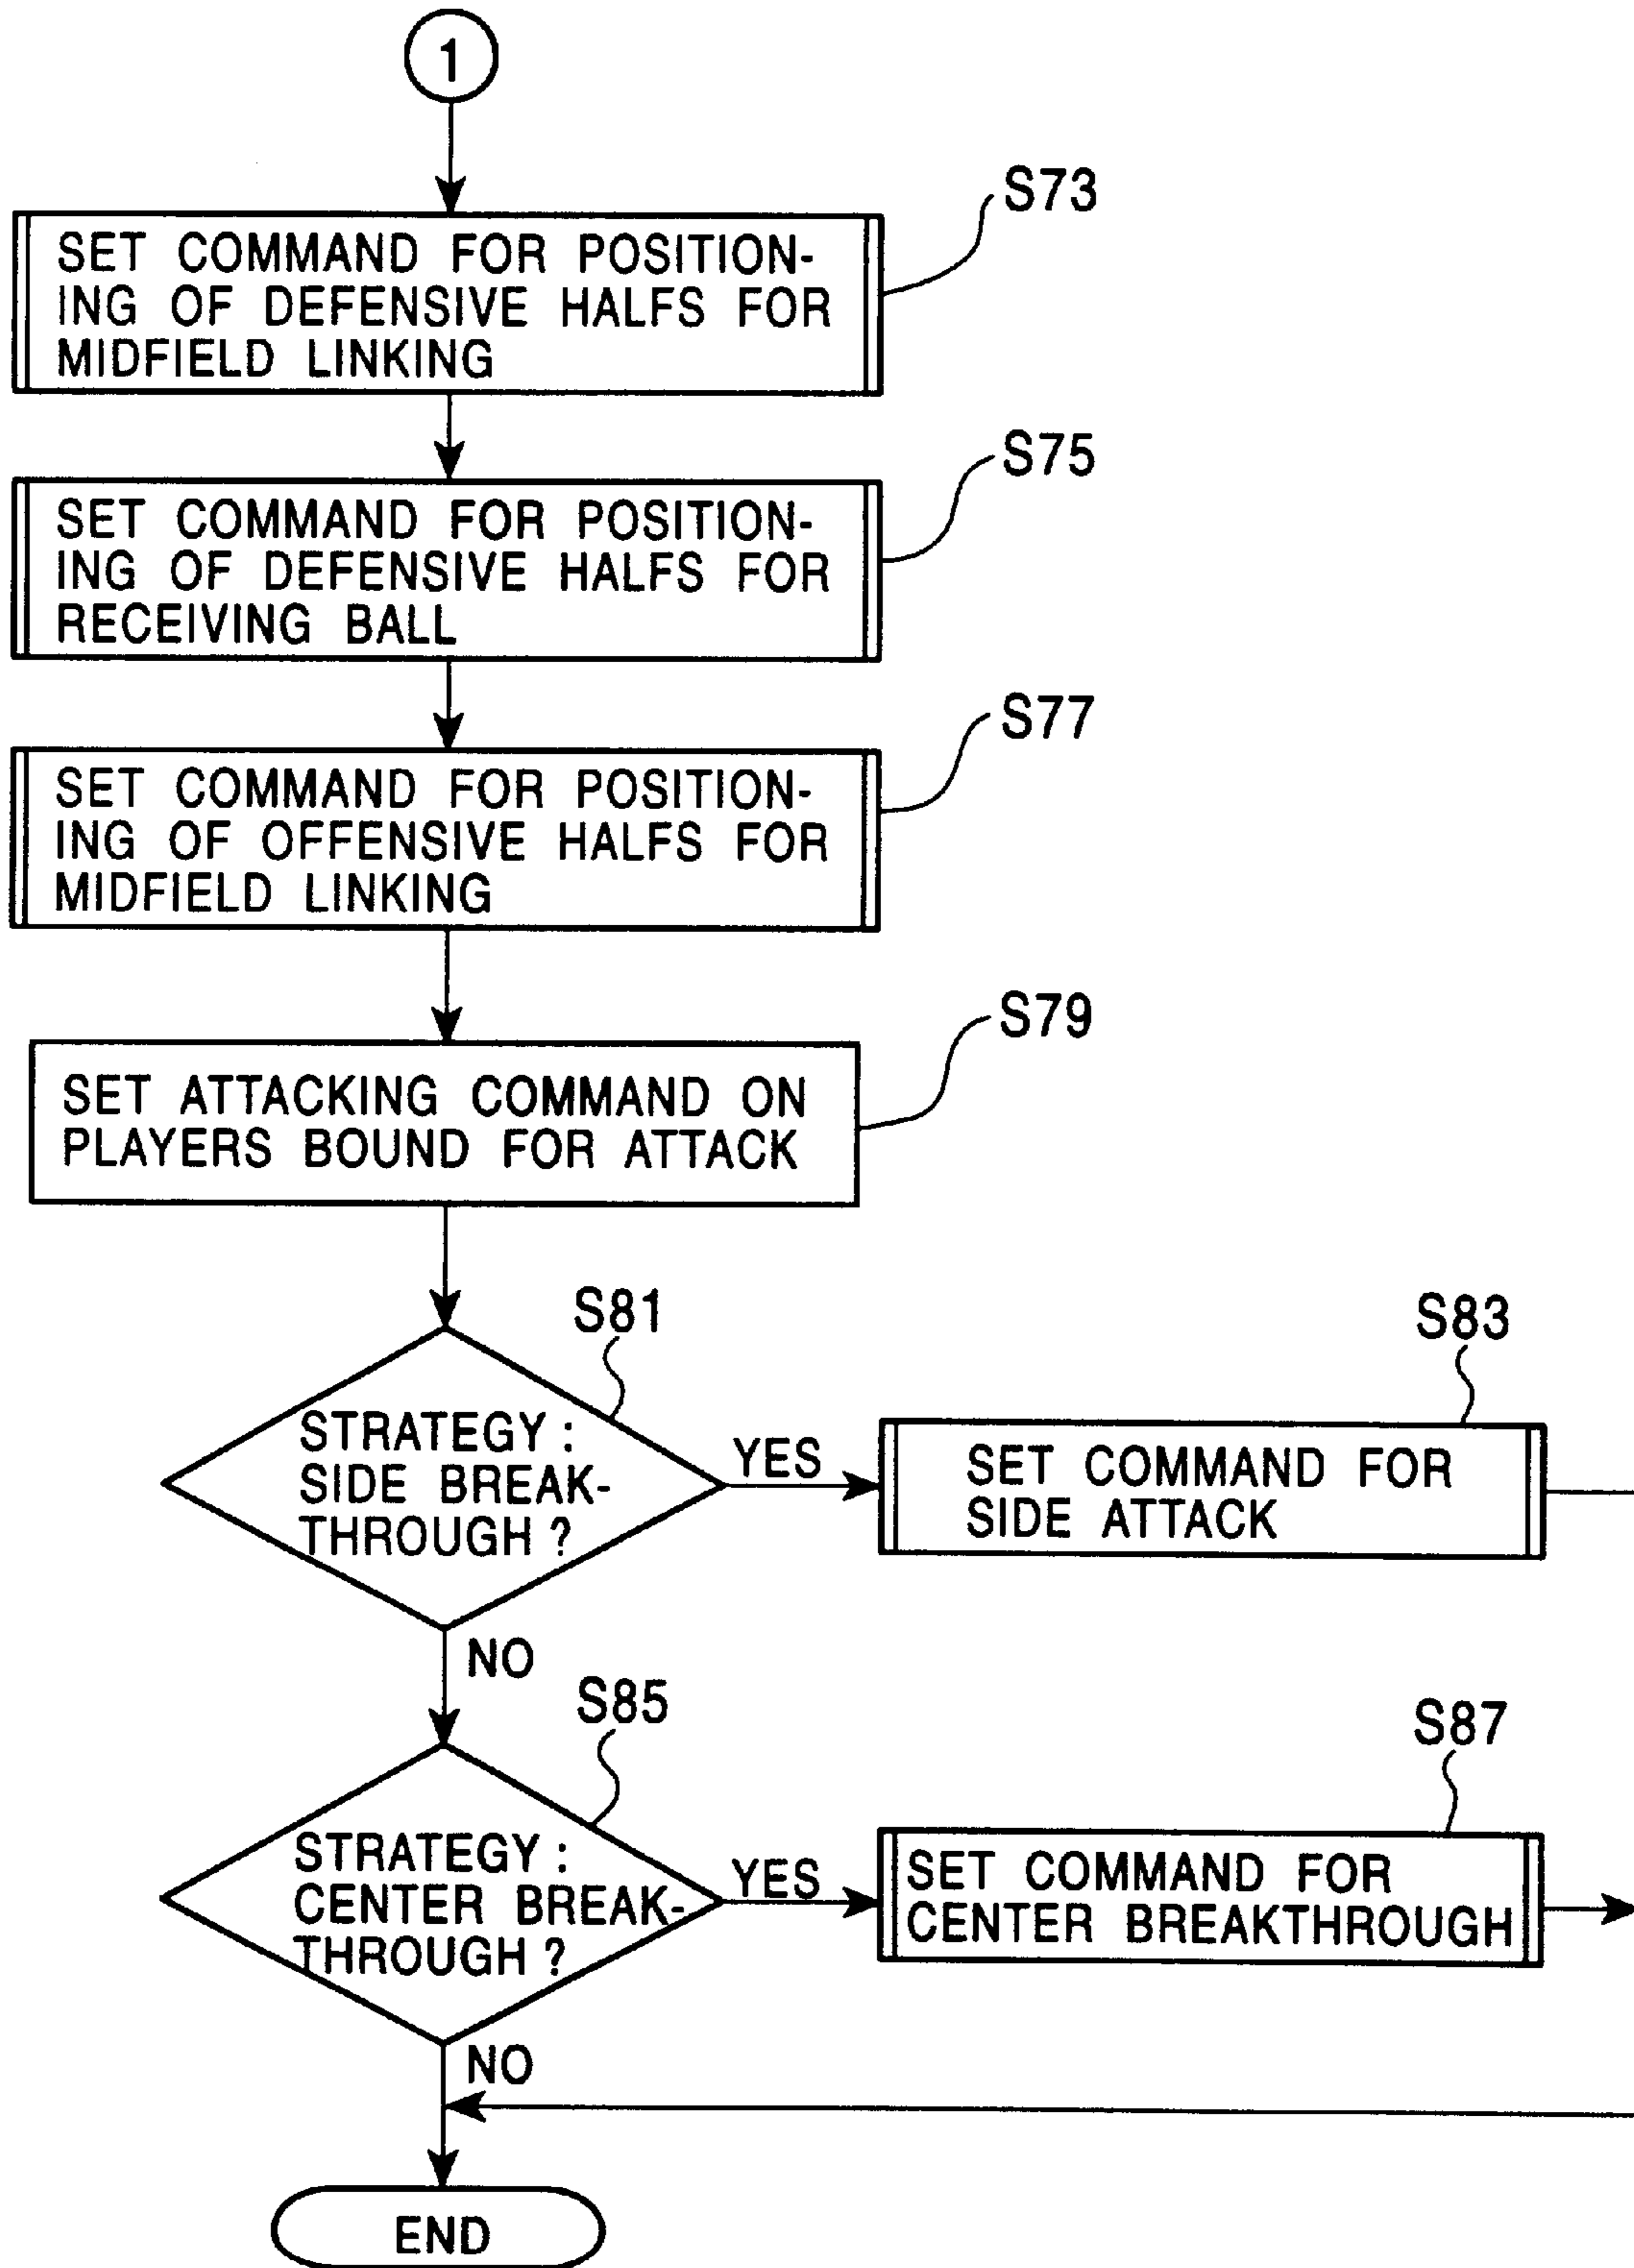 1
S73
SET COMMAND FOR POSITION-
ING OF DEFENSIVE HALFS FOR
MIDFIELD LINKING
S75
SET COMMAND FOR POSITION-
ING OF DEFENSIVE HALFS FOR
RECEIVING BALL
S77
SET COMMAND FOR POSITION-
ING OF OFFENSIVE HALFS FOR
MIDFIELD LINKING
S79
SET ATTACKING COMMAND ON
PLAYERS BOUND FOR ATTACK
S81
STRATEGY :
SIDE BREAK-
THROUGH ?
YES
S83
SET COMMAND FOR
SIDE ATTACK
NO
S85
STRATEGY :
CENTER BREAK-
THROUGH ?
YES
S87
SET COMMAND FOR
CENTER BREAKTHROUGH
NO
END